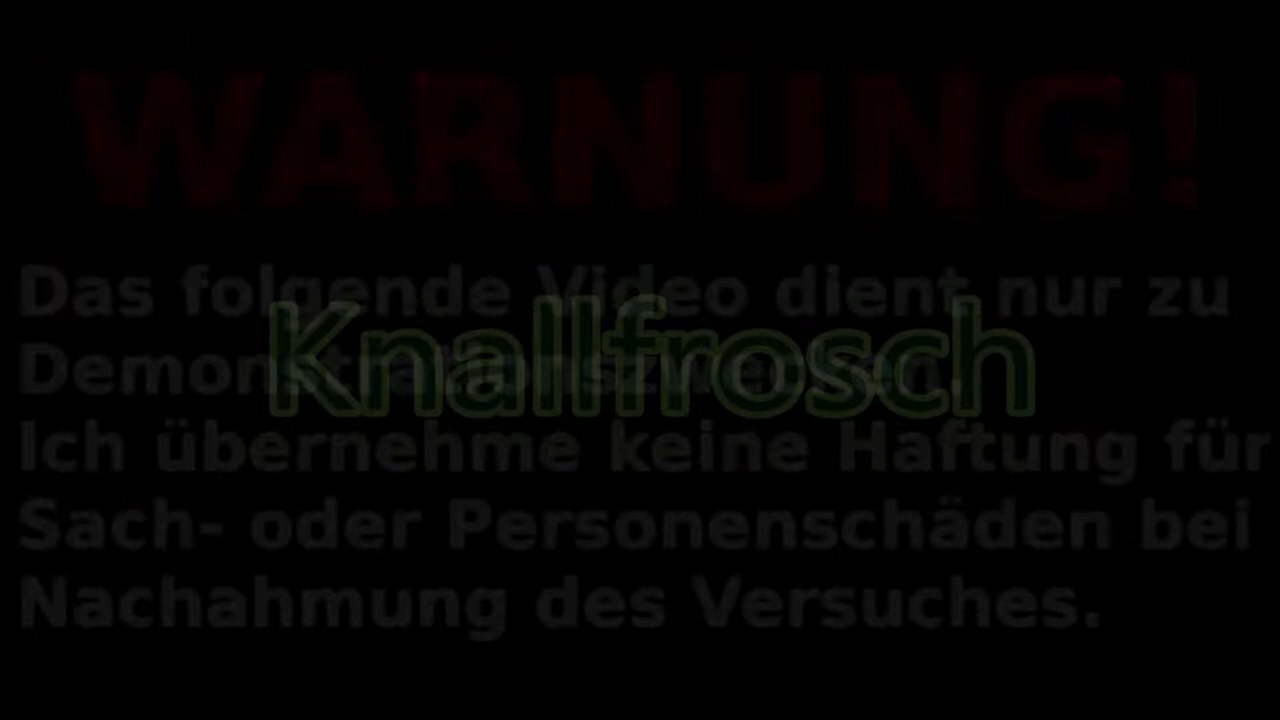 WARNUNG!
Das folgende Video dient nur zu
Knallfrosch
Demonstrationszwecken.
Ich übernehme keine Haftung für
Sach- oder Personenschäden bei
Nachahmung des Versuches.